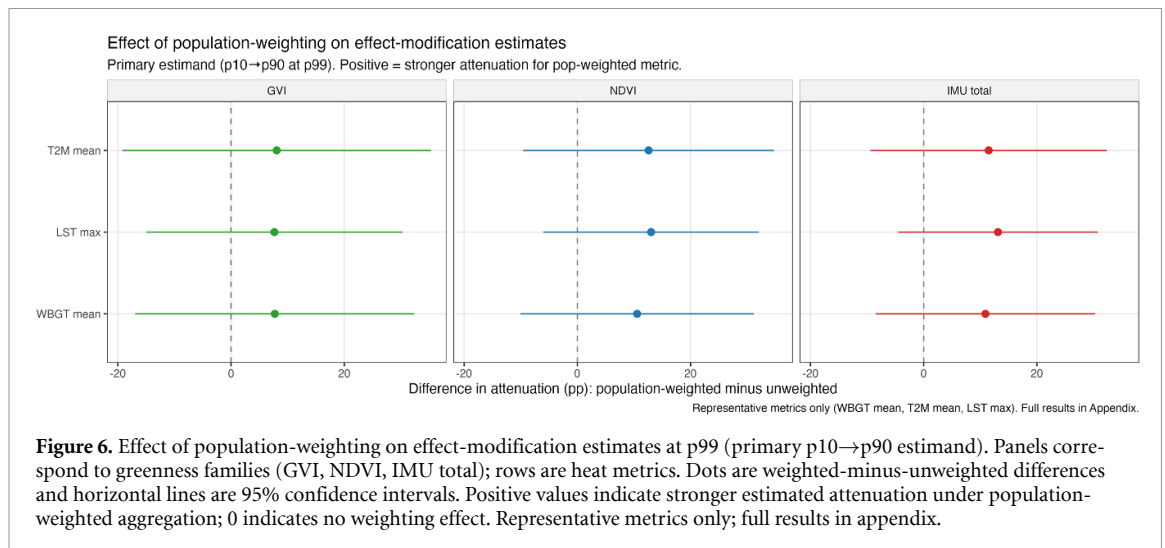 Effect of population-weighting on effect-modification estimates
Primary estimand (p10→p90 at p99). Positive = stronger attenuation for pop-weighted metric.
GVI NDVI IMU total
T2M mean
LST max
WBGT mean
-20 0 20 -20 0 20 -20 0 20
Difference in attenuation (pp): population-weighted minus unweighted
Representative metrics only (WBGT mean, T2M mean, LST max). Full results in Appendix.
Figure 6. Effect of population-weighting on effect-modification estimates at p99 (primary p10→p90 estimand). Panels corre-
spond to greenness families (GVI, NDVI, IMU total); rows are heat metrics. Dots are weighted-minus-unweighted differences
and horizontal lines are 95% confidence intervals. Positive values indicate stronger estimated attenuation under population-
weighted aggregation; 0 indicates no weighting effect. Representative metrics only; full results in appendix.